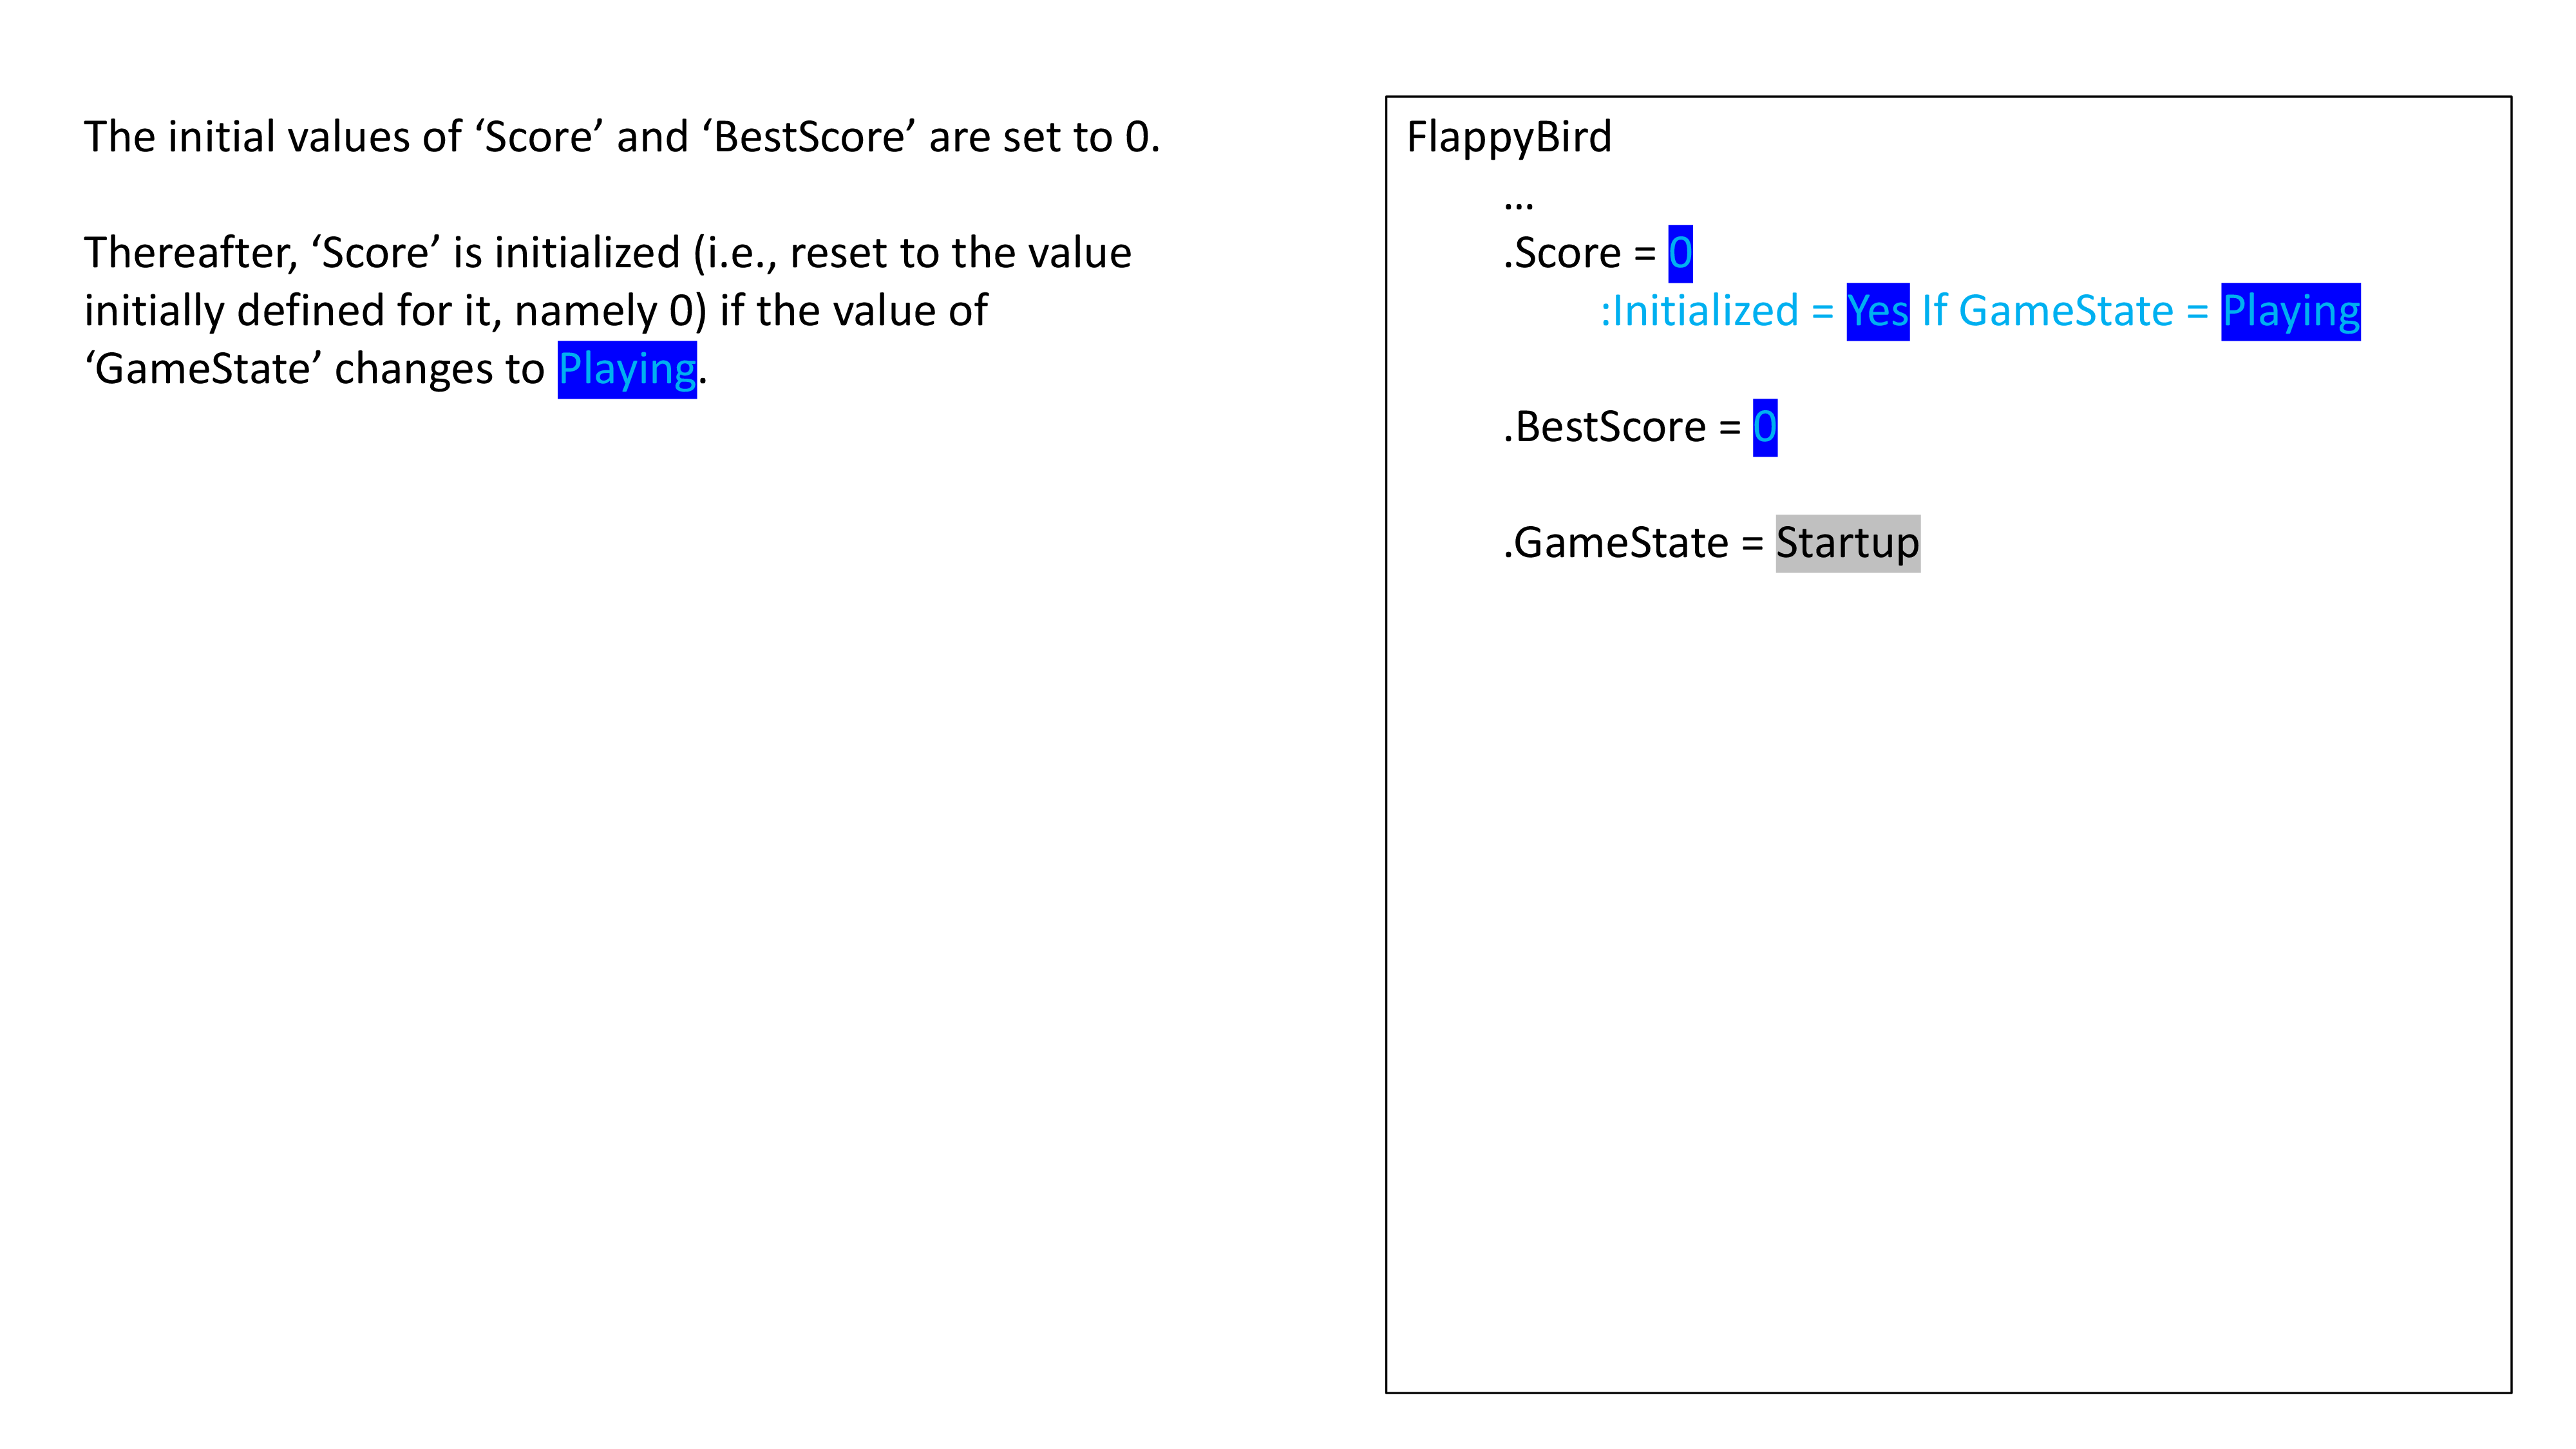 The initial values of ‘Score’ and ‘BestScore’ are set to 0.
Thereafter, ‘Score’ is initialized (i.e., reset to the value
initially defined for it, namely 0) if the value of
‘GameState’ changes to Playing.
FlappyBird
...
.Score = 0
:Initialized = Yes If GameState = Playing
.BestScore = 0
.GameState = Startup